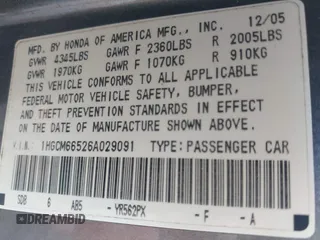 MFD. BY HONDA OF AMERICA MFG., INC. 12/05
GVWR 4345LBS GAWR F 2360LBS R 2005LBS
GVWR 1970KG GAWR F 1070KG R 910KG
THIS VEHICLE CONFORMS TO ALL APPLICABLE
FEDERAL MOTOR VEHICLE SAFETY, BUMPER,
AND THEFT PREVENTION STANDARDS IN EFFECT
ON THE DATE OF MANUFACTURE SHOWN ABOVE.
1HGCM66526A029091 TYPE:PASSENGER CAR
SDB 6 AB5- YR562PX -F -A
DREAMBID